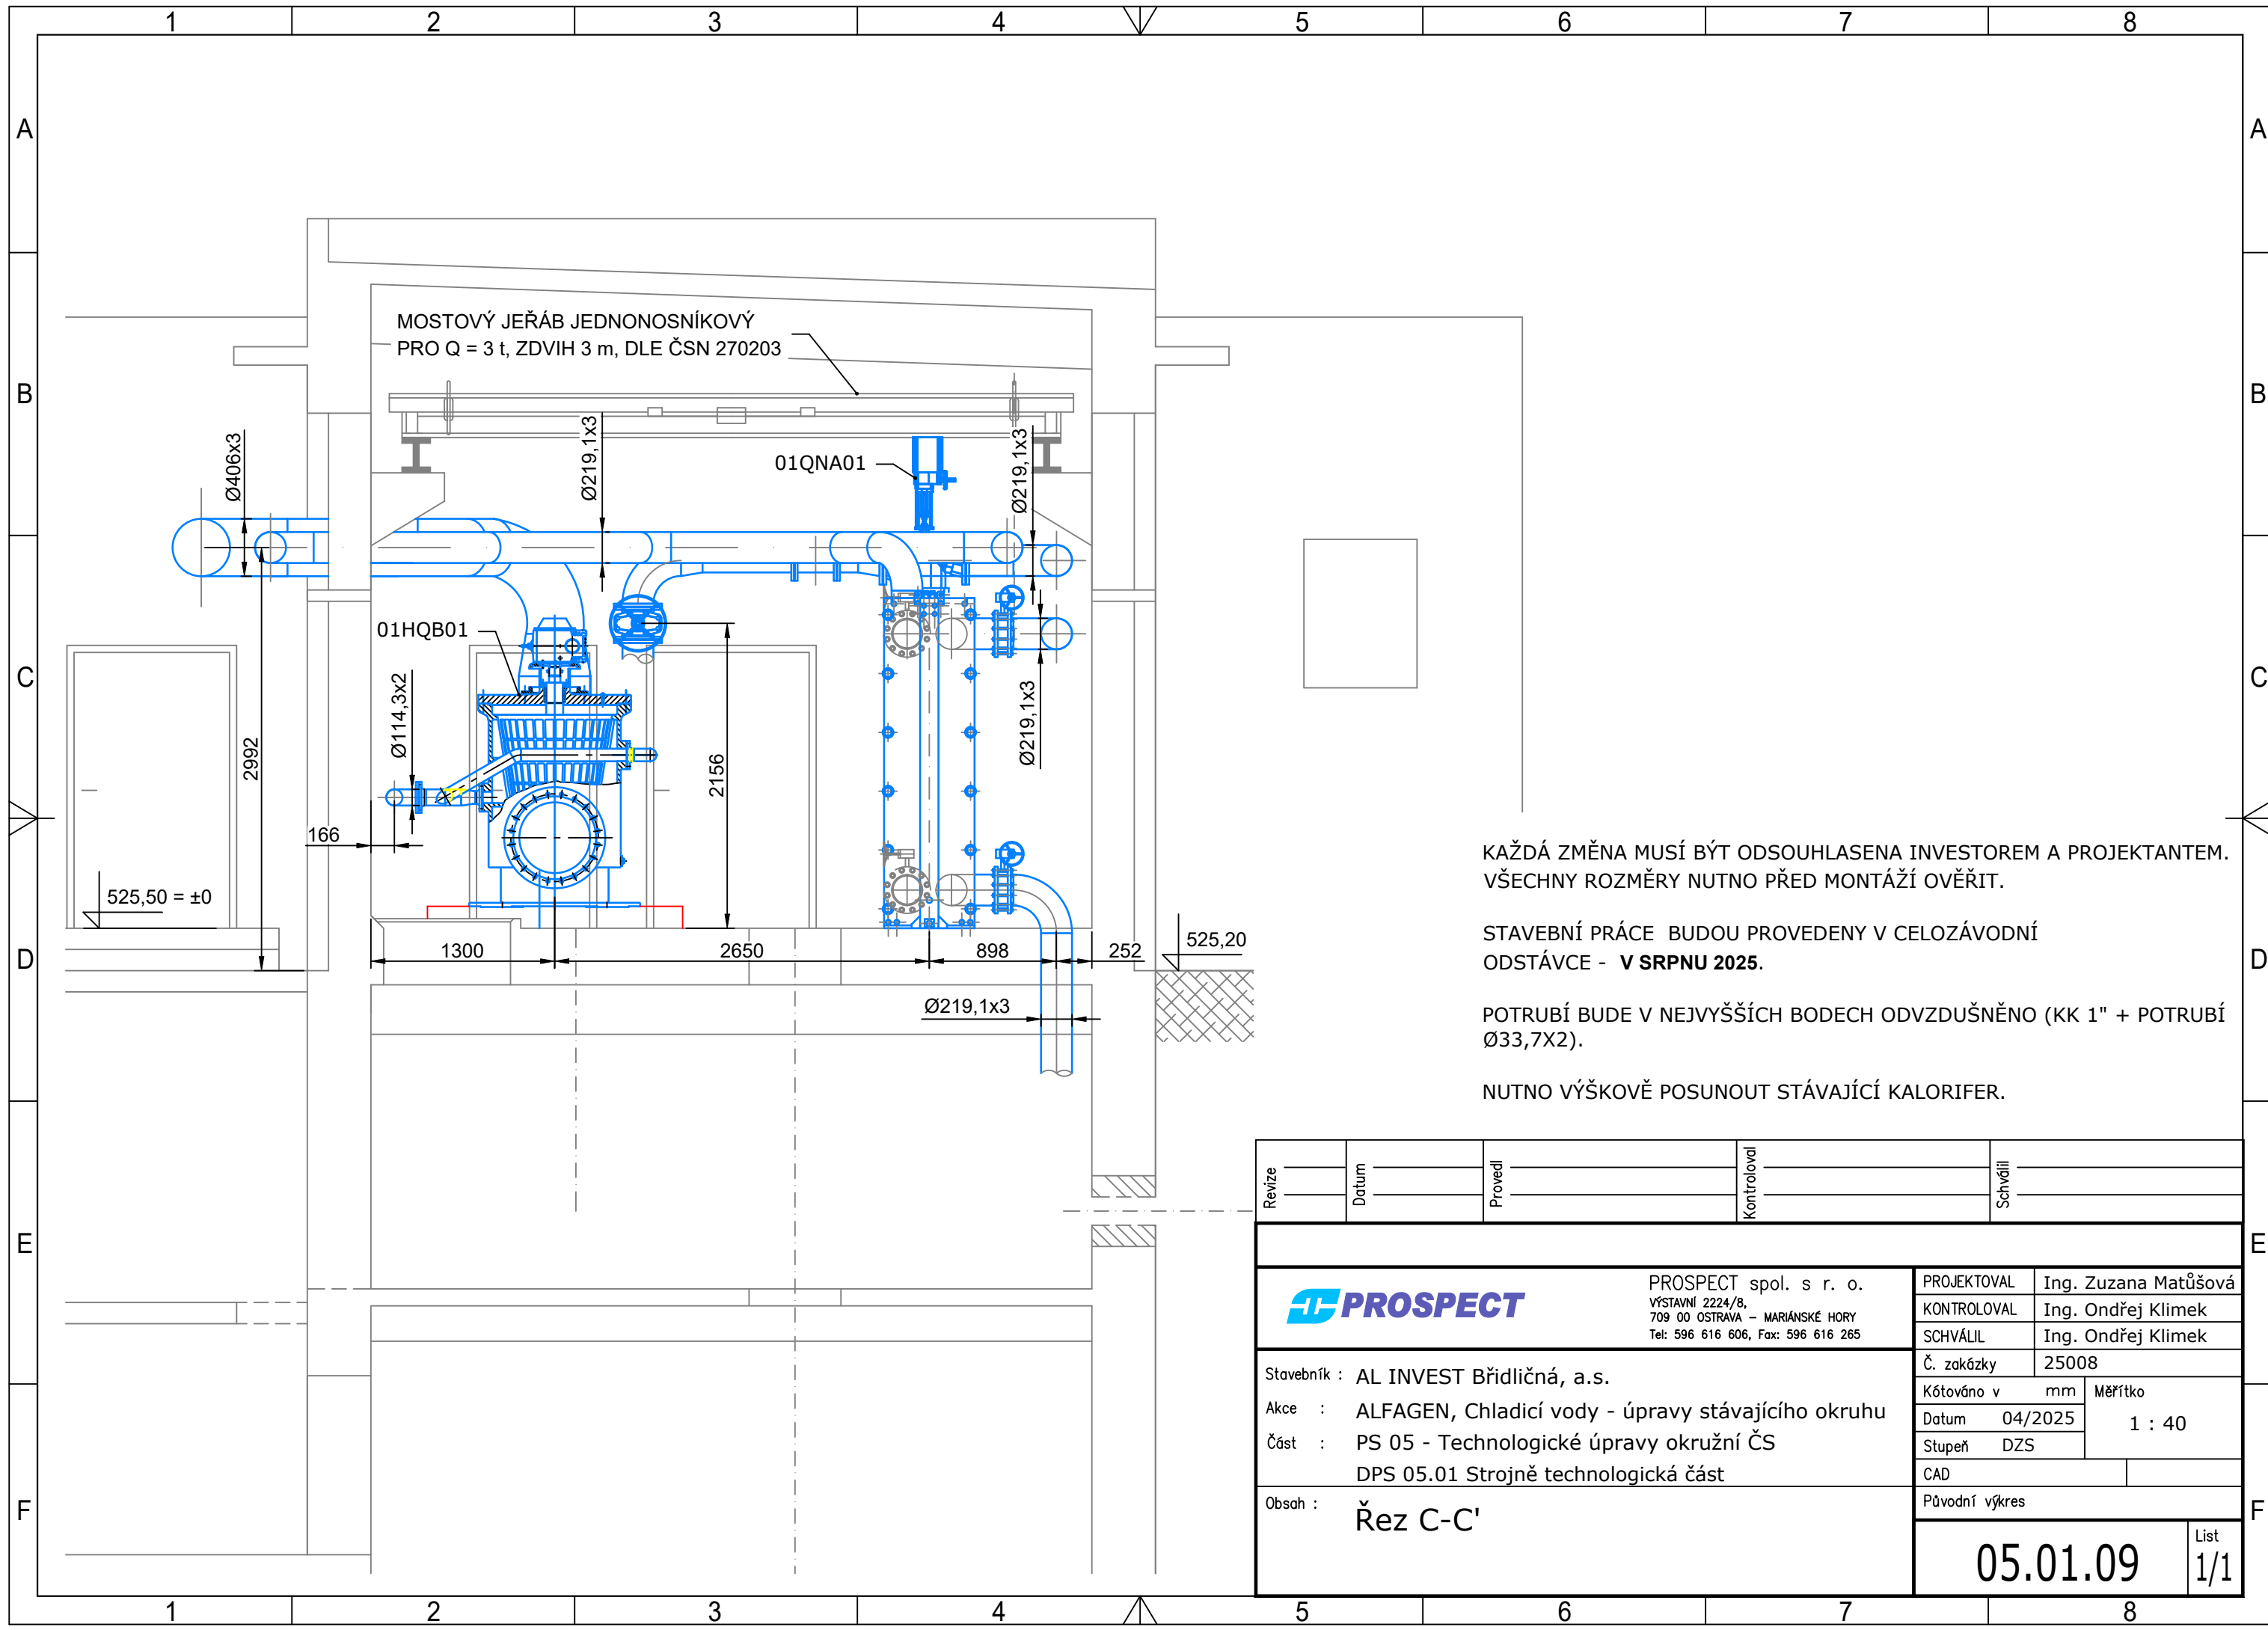 1 2 3 4 5 6 7 8
A A
B B
C C
D D
E E
F F
1 2 3 4 5 6 7 8
MOSTOVÝ JEŘÁB JEDNONOSNÍKOVÝ
PRO Q = 3 t, ZDVIH 3 m, DLE ČSN 270203
Ø406x3
Ø219,1x3
01QNA01
Ø219,1x3
01HQB01
Ø114,3x2
2992
2156
Ø219,1x3
166
525,50 = ±0
1300
2650
898
252
525,20
Ø219,1x3
KAŽDÁ ZMĚNA MUSÍ BÝT ODSOUHLASENA INVESTOREM A PROJEKTANTEM.
VŠECHNY ROZMĚRY NUTNO PŘED MONTÁŽÍ OVĚŘIT.
STAVEBNÍ PRÁCE BUDOU PROVEDENY V CELOZÁVODNÍ
ODSTÁVCE - V SRPNU 2025.
POTRUBÍ BUDE V NEJVYŠŠÍCH BODECH ODVZDUŠNĚNO (KK 1" + POTRUBÍ
Ø33,7X2).
NUTNO VÝŠKOVĚ POSUNOUT STÁVAJÍCÍ KALORIFER.
Revize
Datum
Provedl
Kontroloval
Schválil
PROSPECT
PROSPECT spol. s r. o.
VÝSTAVNÍ 2224/8,
709 00 OSTRAVA – MARIÁNSKÉ HORY
Tel: 596 616 606, Fax: 596 616 265
PROJEKTOVAL Ing. Zuzana Matůšová
KONTROLOVAL Ing. Ondřej Klimek
SCHVÁLIL Ing. Ondřej Klimek
Č. zakázky 25008
Kótováno v mm
Měřítko
1 : 40
Datum 04/2025
Stupeň DZS
CAD
Původní výkres
05.01.09
List
1/1
Stavebník : AL INVEST Břidličná, a.s.
Akce : ALFAGEN, Chladicí vody - úpravy stávajícího okruhu
Část : PS 05 - Technologické úpravy okružní ČS
DPS 05.01 Strojně technologická část
Obsah : Řez C-C'